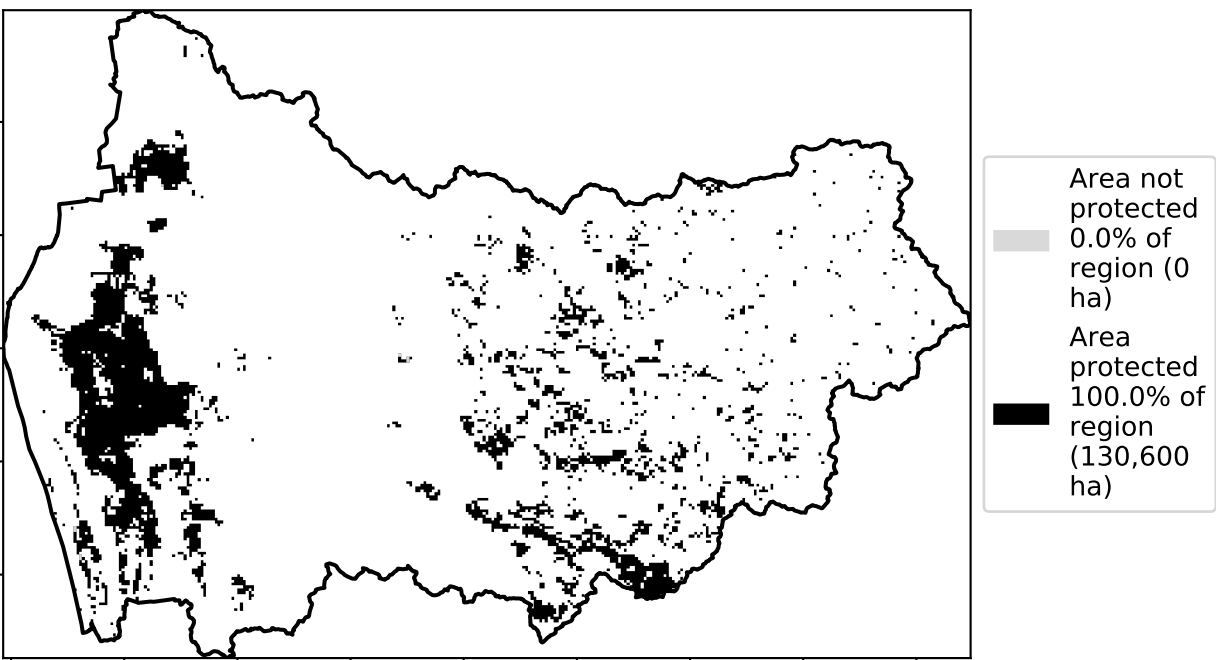 Area not
protected
0.0% of
region (0
ha)
Area
protected
100.0% of
region
(130,600
ha)